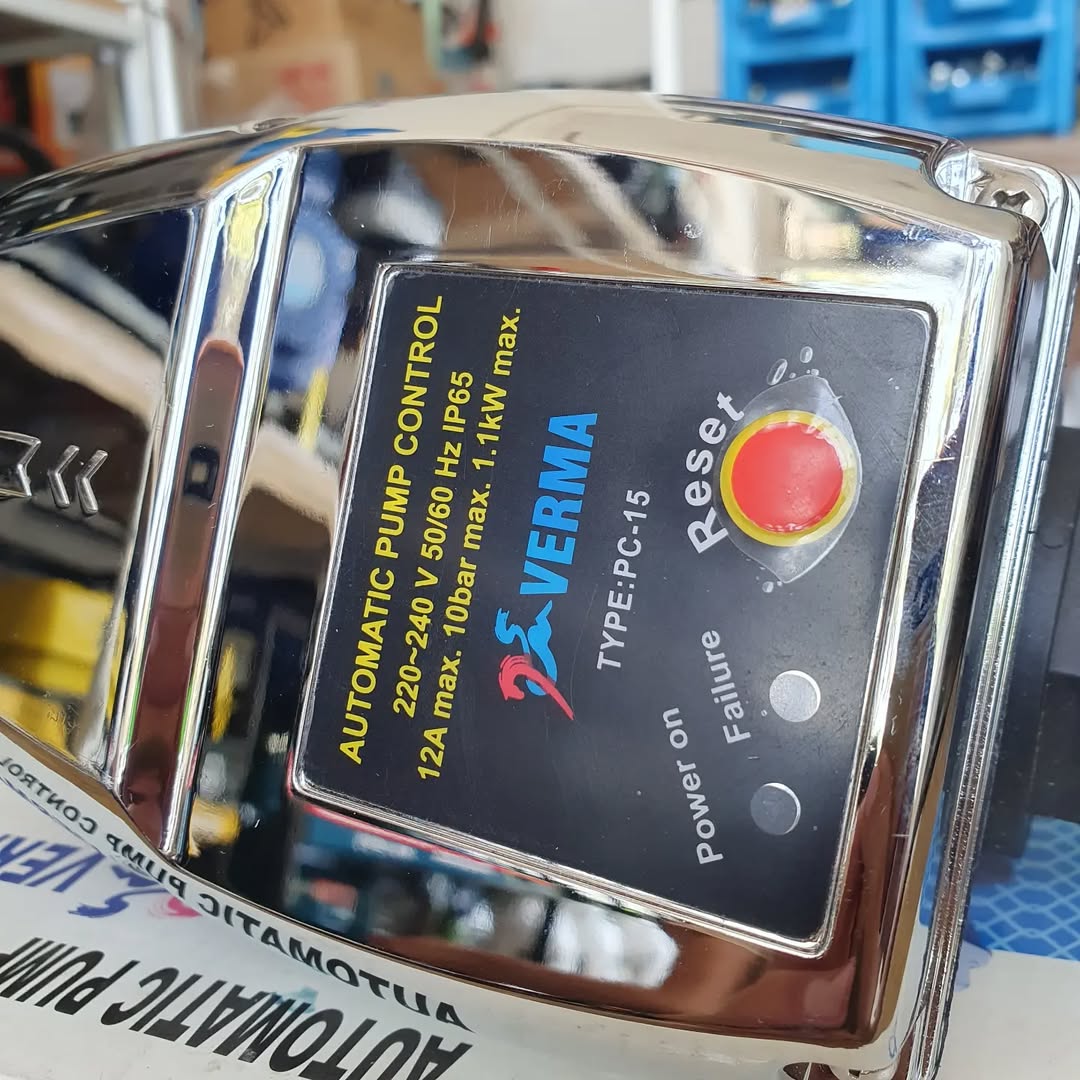 AUTOMATIC PUMP CONTROL
220~240 V 50/60 Hz IP65
12A max. 10bar max. 1.1kW max.
VERMA
TYPE:PC-15
Reset
Power on
Failure
AUTOMATIC PUMP CONTROL
VER
AUTOMATIC PUMP